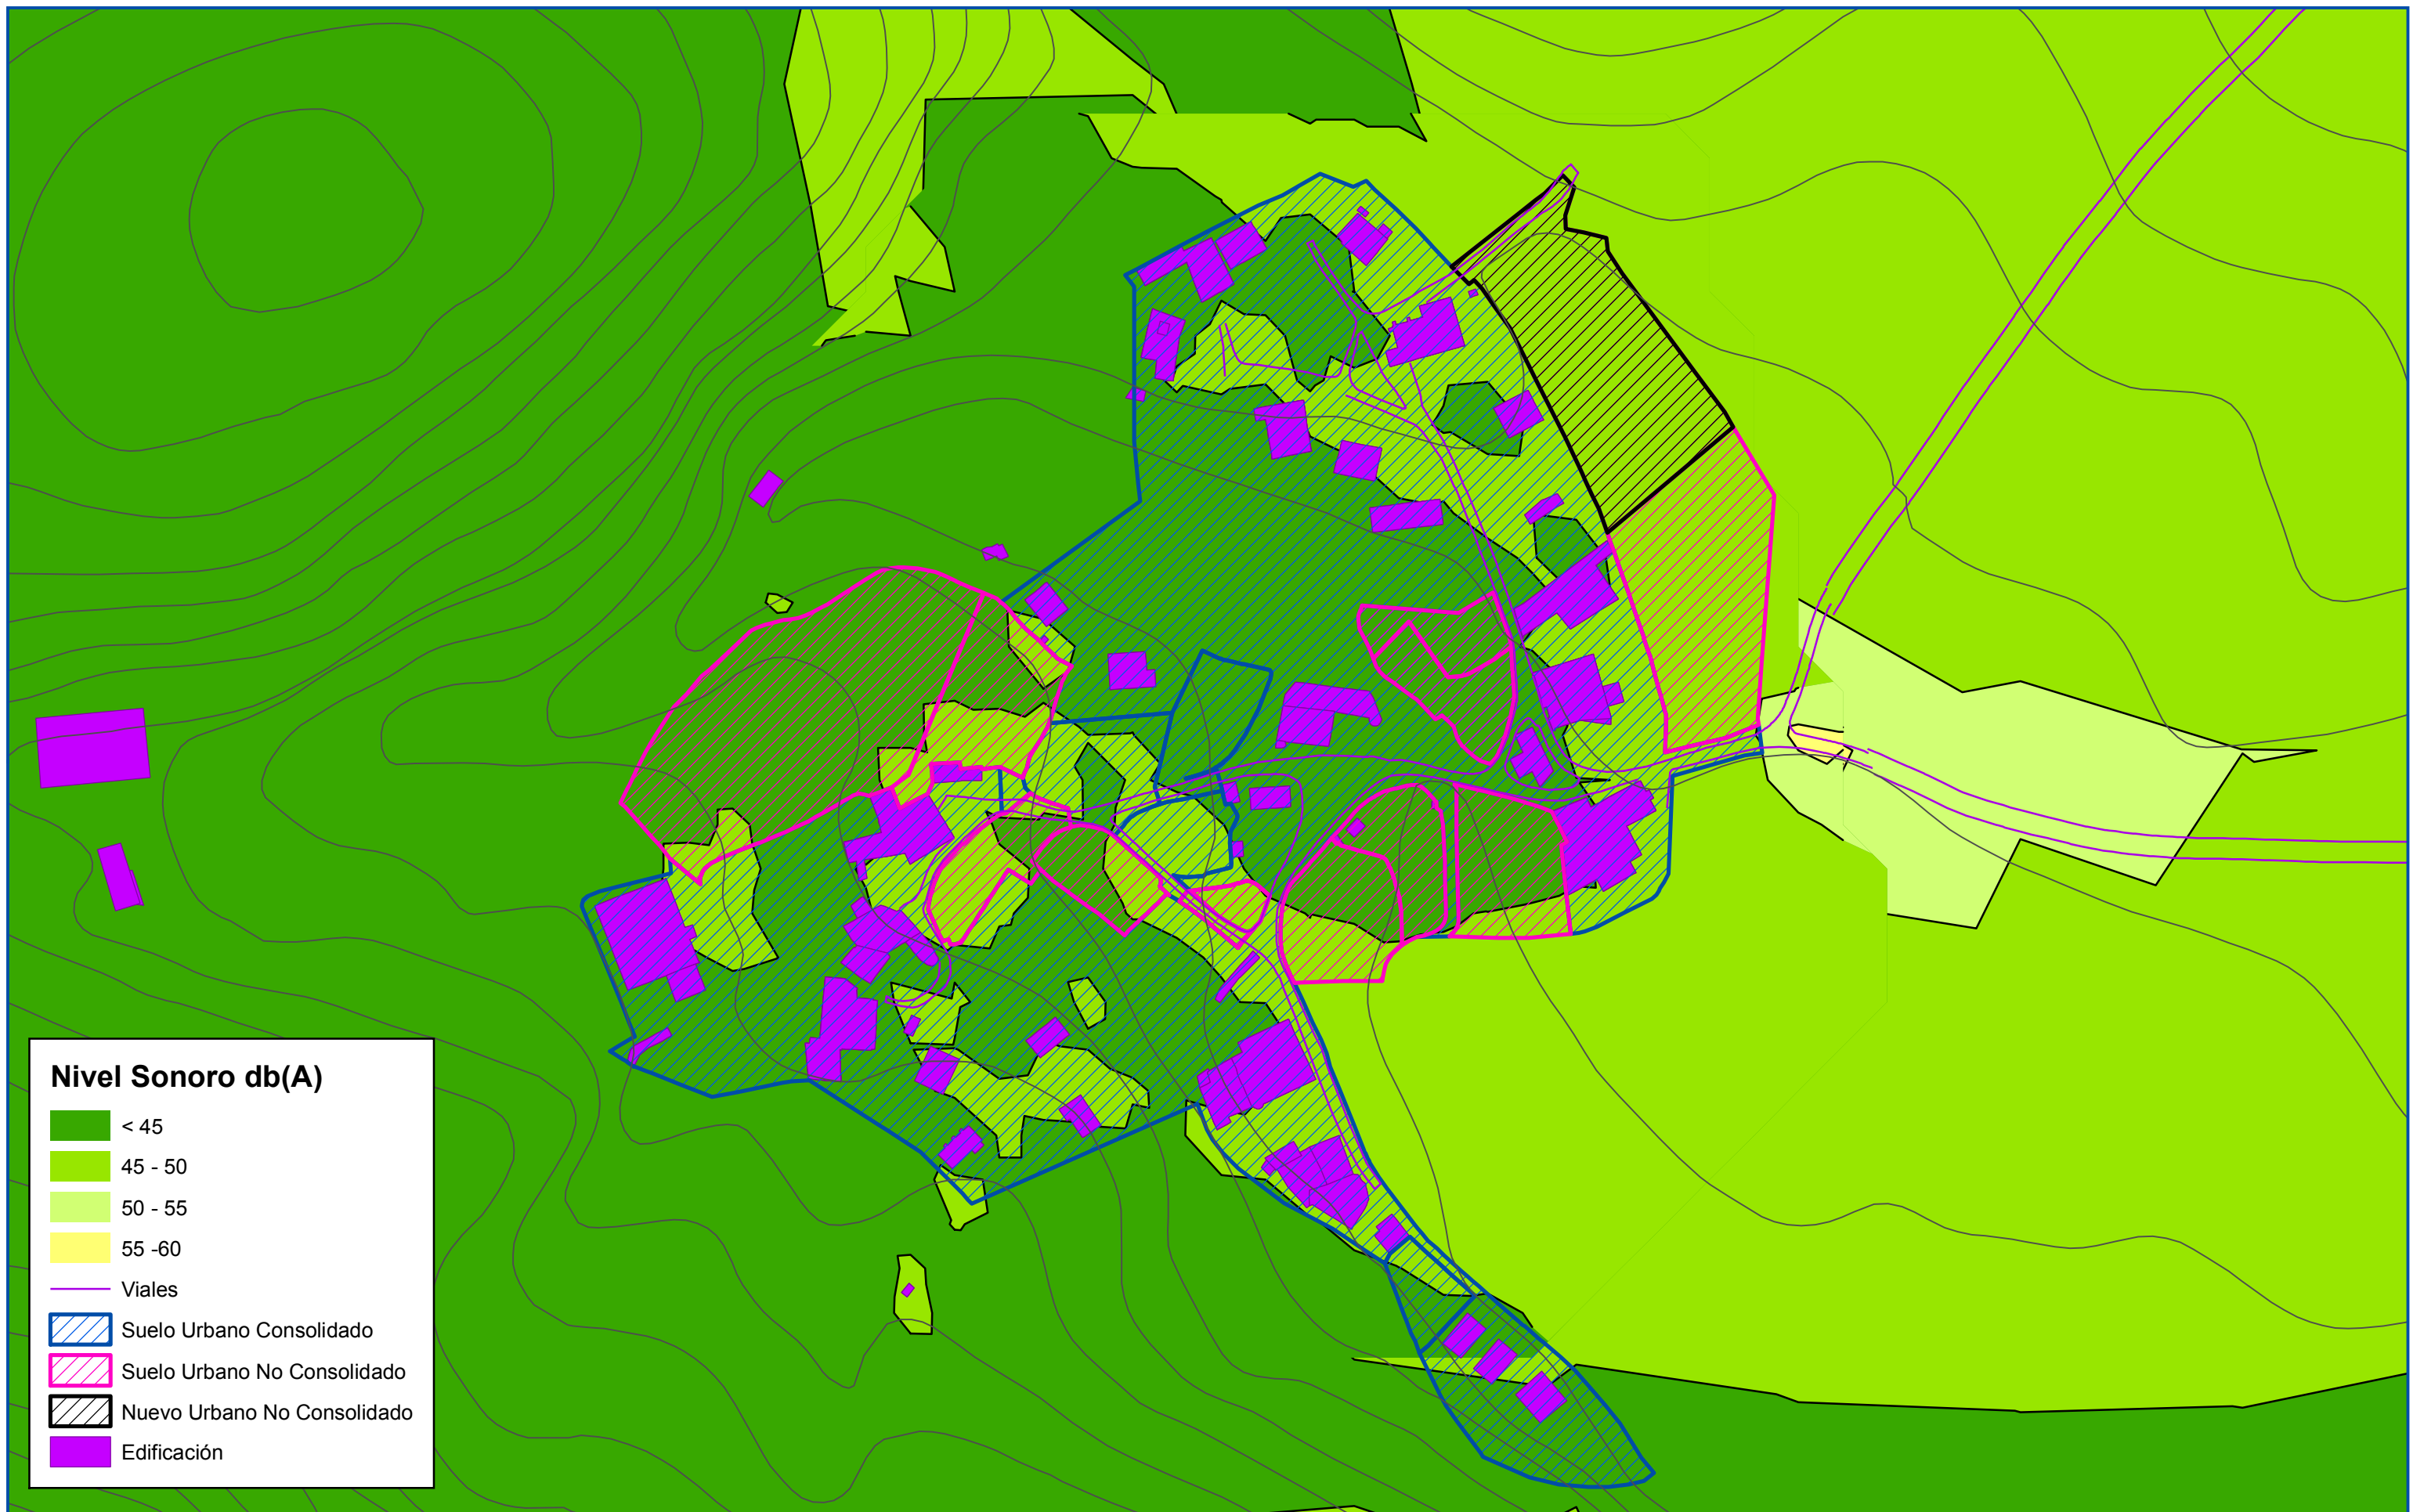 Nivel Sonoro db(A)
< 45
45 - 50
50 - 55
55 -60
Viales
Suelo Urbano Consolidado
Suelo Urbano No Consolidado
Nuevo Urbano No Consolidado
Edificación